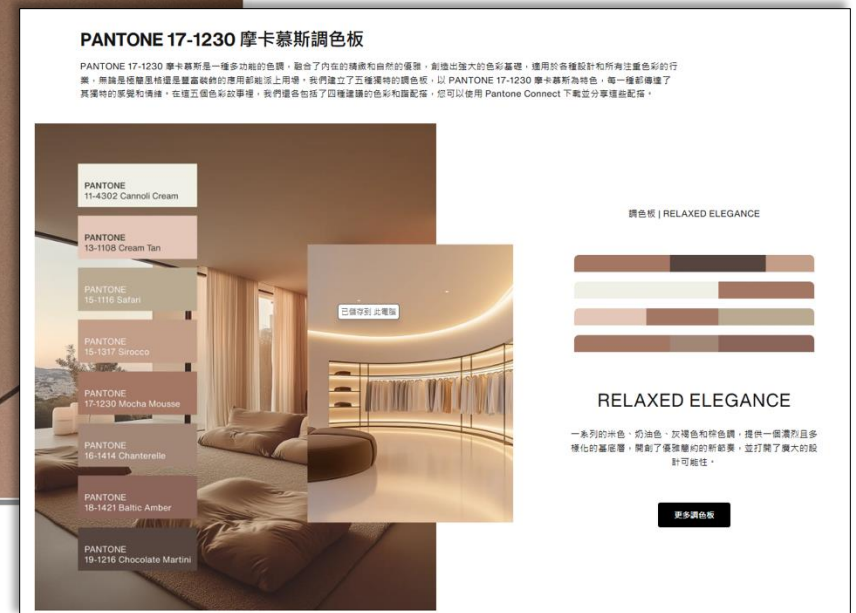 PANTONE 17-1230 摩卡慕斯調色板
PANTONE 17-1230 摩卡慕斯是一種多功能的色調，融合了內在的精緻和自然的優雅，創造出強大的色彩基礎，適用於各種設計和所有注重色彩的行
業，無論是極簡風格還是豐富裝飾的應用都能派上用場。我們建立了五種獨特的調色板，以 PANTONE 17-1230 摩卡慕斯為特色，每一種都傳達了
其獨特的感覺和情緒。在這五個色彩故事裡，我們還各包括了四種建議的色彩和諧配搭，您可以使用 Pantone Connect 下載並分享這些配搭。
PANTONE
11-4302 Cannoli Cream
PANTONE
13-1108 Cream Tan
PANTONE
15-1116 Safari
PANTONE
15-1317 Sirocco
PANTONE
17-1230 Mocha Mousse
PANTONE
16-1414 Chanterelle
PANTONE
18-1421 Baltic Amber
PANTONE
19-1216 Chocolate Martini
已儲存到 此電腦
調色板 | RELAXED ELEGANCE
RELAXED ELEGANCE
一系列的米色、奶油色、灰褐色和棕色調，提供一個濃烈且多
樣化的基底層，開創了優雅簡約的新節奏，並打開了廣大的設
計可能性。
更多調色板